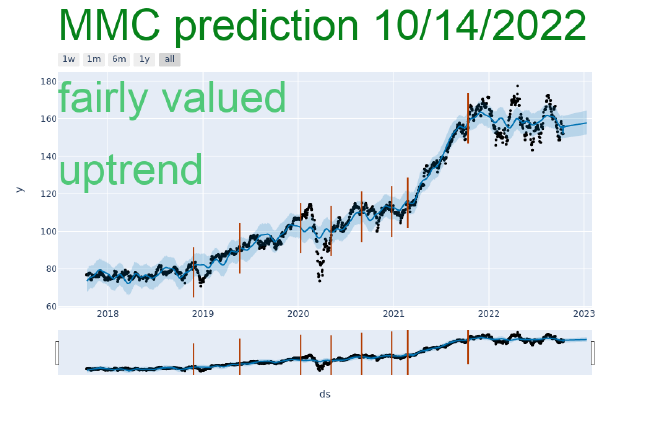 MMC prediction 10/14/2022
1w 1m 6m 1y all
fairly valued
uptrend
180
160
140
120
100
80
60
y
2018 2019 2020 2021 2022 2023
ds